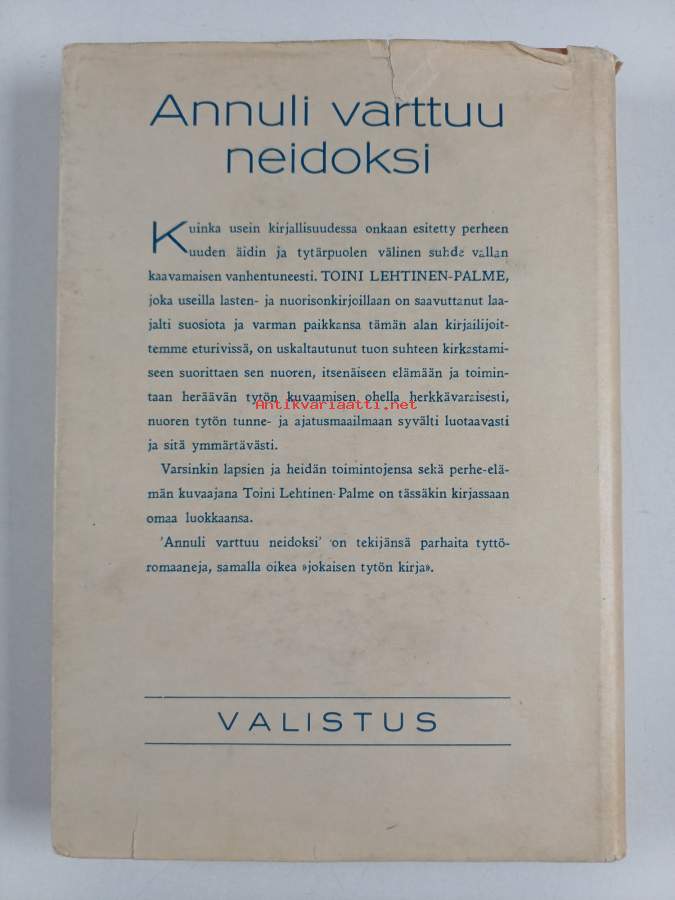 Annuli varttuu
neidoksi
Kuinka usein kirjallisuudessa onkaan esitetty perheen
uuden äidin ja tytärpuolen välinen suhde vallan
kaavamaisen vanhentuneesti. TOINI LEHTINEN-PALME,
joka useilla lasten- ja nuorisonkirjoillaan on saavuttanut laa-
jalti suosiota ja varman paikkansa tämän alan kirjailijoit-
temme eturivissä, on uskaltautunut tuon suhteen kirkastami-
seen suorittaen sen nuoren, itsenäiseen elämään ja toimin-
taan heräävän tytön kuvaamisen ohella herkkävaraisesti,
Antikvariaatti.net
nuoren tytön tunne- ja ajatusmaailmaan syvälti luotaavasti
ja sitä ymmärtävästi.
Varsinkin lapsien ja heidän toimintojensa sekä perhe-elä-
män kuvaajana Toini Lehtinen-Palme on tässäkin kirjassaan
omaa luokkaansa.
'Annuli varttuu neidoksi' on tekijänsä parhaita tyttö-
romaaneja, samalla oikea »jokaisen tytön kirja».
VALISTUS